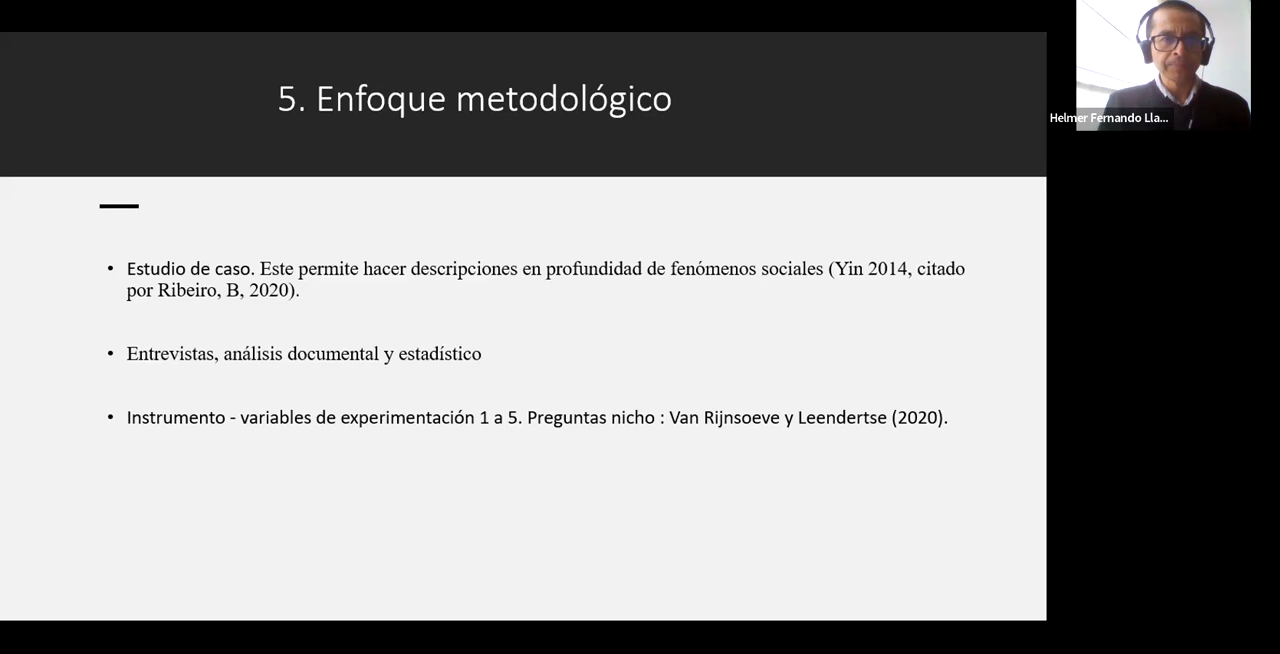 5. Enfoque metodológico
Helmer Fernando Lla...
• Estudio de caso. Este permite hacer descripciones en profundidad de fenómenos sociales (Yin 2014, citado
por Ribeiro, B, 2020).
• Entrevistas, análisis documental y estadístico
• Instrumento - variables de experimentación 1 a 5. Preguntas nicho : Van Rijnsoeve y Leendertse (2020).